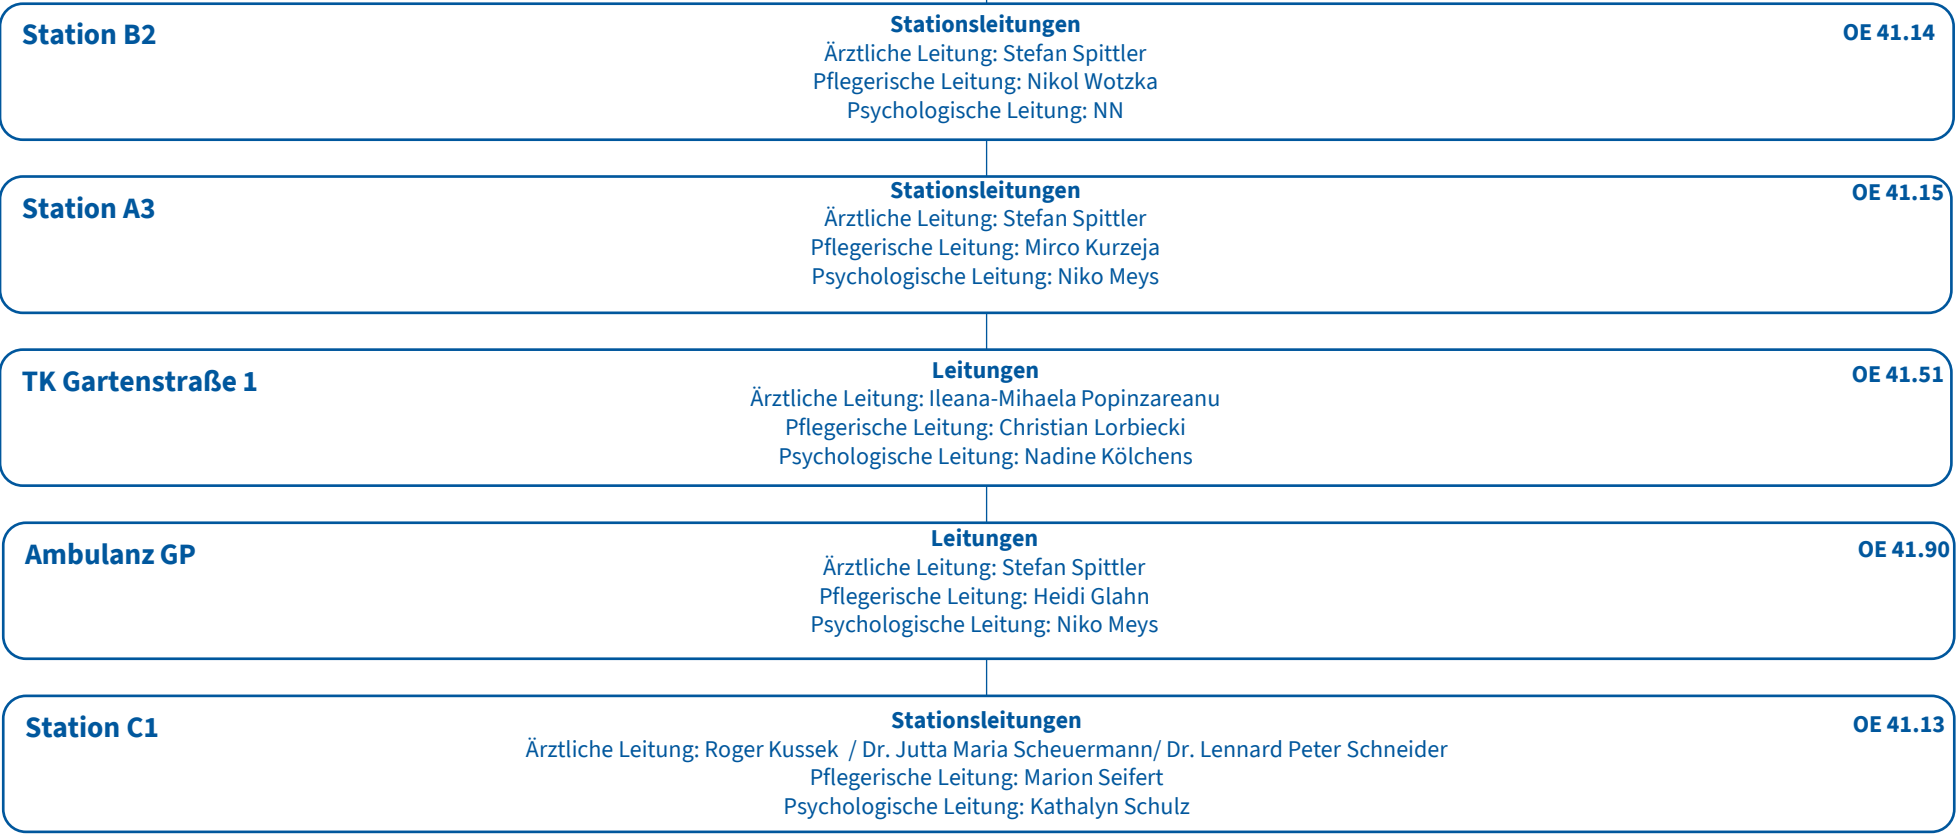 Station B2
Stationsleitungen
OE 41.14
Ärztliche Leitung: Stefan Spittler
Pflegerische Leitung: Nikol Wotzka
Psychologische Leitung: NN
Station A3
Stationsleitungen
OE 41.15
Ärztliche Leitung: Stefan Spittler
Pflegerische Leitung: Mirco Kurzeja
Psychologische Leitung: Niko Meys
TK Gartenstraße 1
Leitungen
OE 41.51
Ärztliche Leitung: Ileana-Mihaela Popinzareanu
Pflegerische Leitung: Christian Lorbiecki
Psychologische Leitung: Nadine Kölchens
Ambulanz GP
Leitungen
OE 41.90
Ärztliche Leitung: Stefan Spittler
Pflegerische Leitung: Heidi Glahn
Psychologische Leitung: Niko Meys
Station C1
Stationsleitungen
OE 41.13
Ärztliche Leitung: Roger Kussek / Dr. Jutta Maria Scheuermann/ Dr. Lennard Peter Schneider
Pflegerische Leitung: Marion Seifert
Psychologische Leitung: Kathalyn Schulz